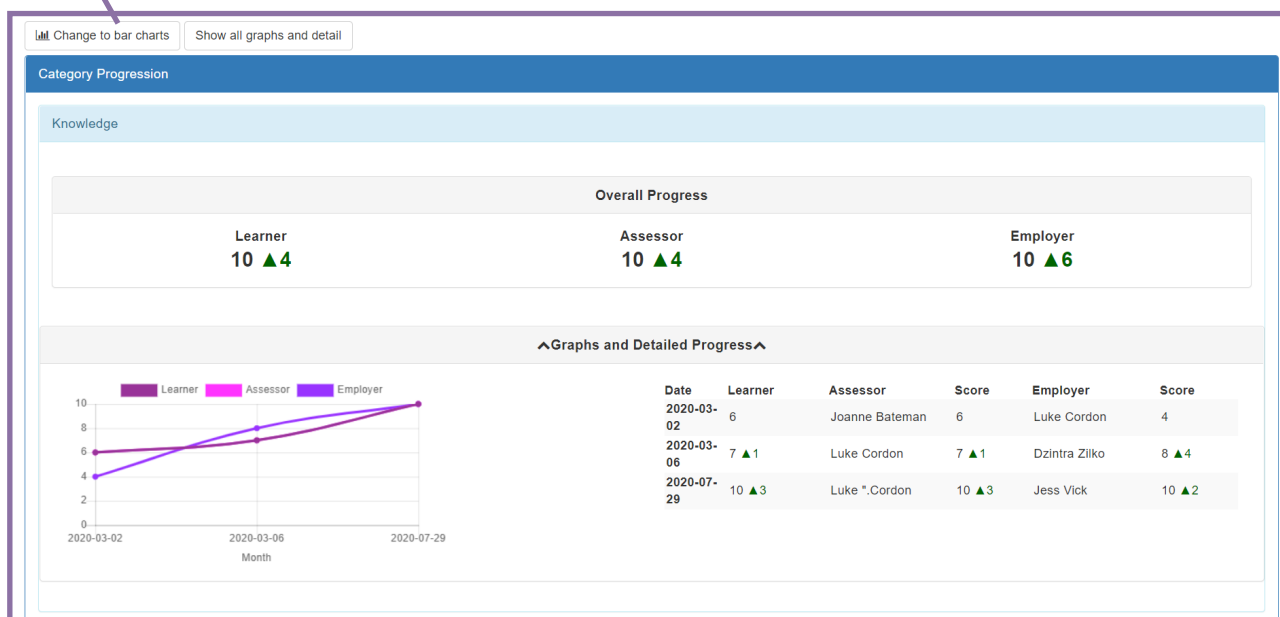 Change to bar charts Show all graphs and detail
Category Progression
Knowledge
Overall Progress
Learner Assessor Employer
10 ▲4 10 ▲4 10 ▲6
Graphs and Detailed Progress
Learner Assessor Employer
10
8
6
4
2
0
2020-03-02 2020-03-06 2020-07-29
Month
Date Learner Assessor Score Employer Score
2020-03-
02 6 Joanne Bateman 6 Luke Cordon 4
2020-03-
06 7 ▲1 Luke Cordon 7 ▲1 Dzintra Zilko 8 ▲4
2020-07-
29 10 ▲3 Luke ".Cordon 10 ▲3 Jess Vick 10 ▲2